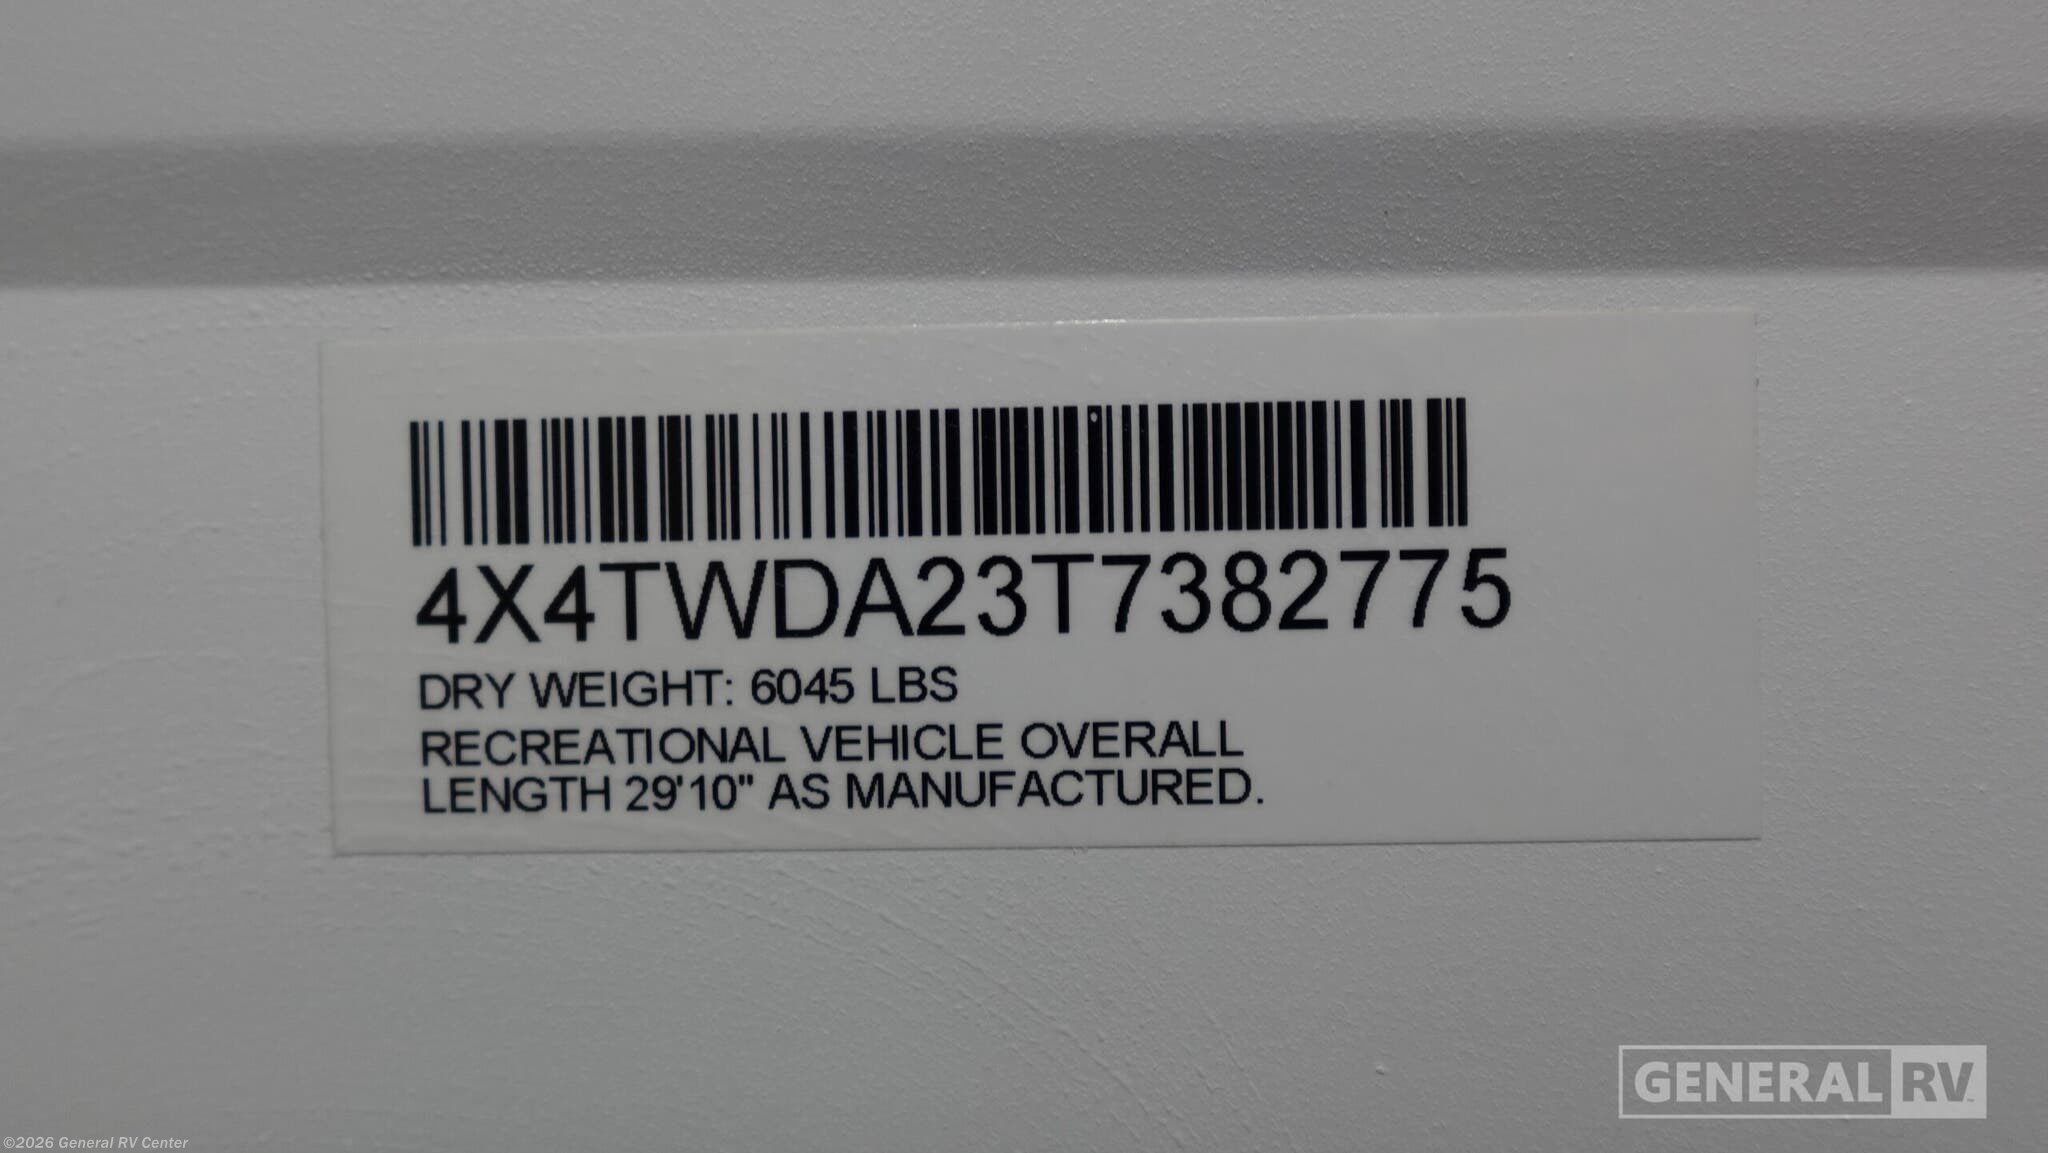 4X4TWDA23T7382775
DRY WEIGHT: 6045 LBS
RECREATIONAL VEHICLE OVERALL
LENGTH 29'10" AS MANUFACTURED.
GENERAL RV
©2026 General RV Center